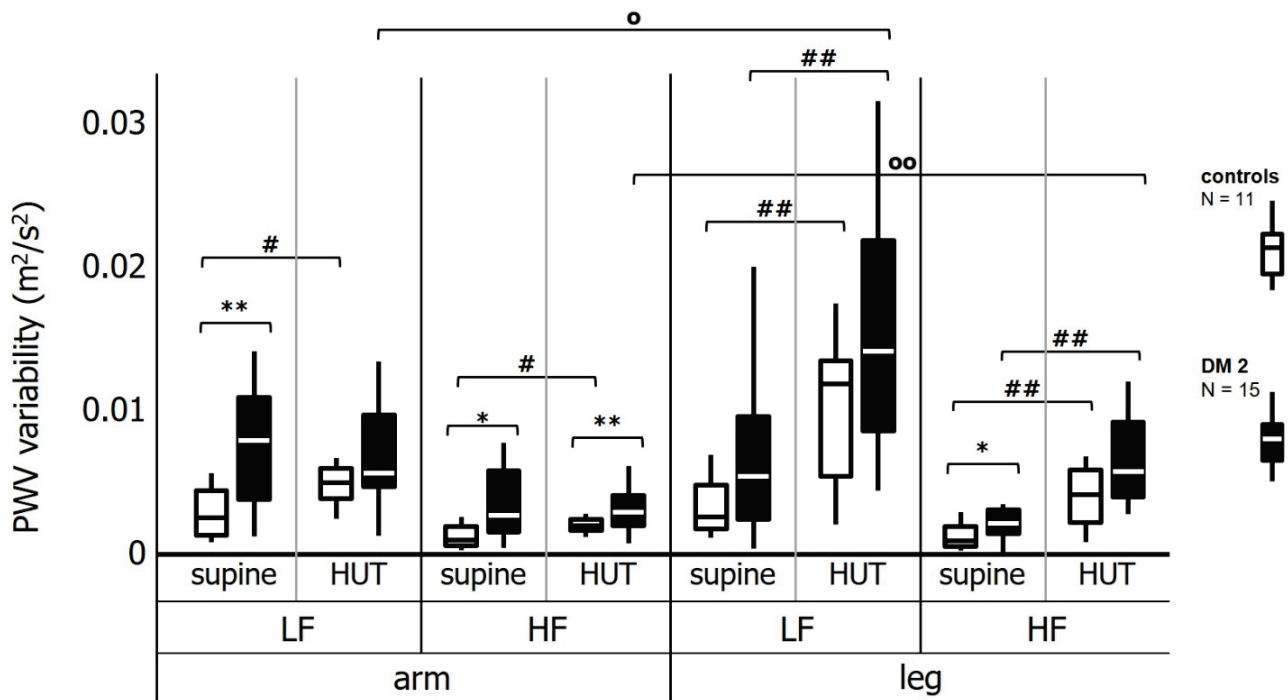 o
##
0.03
oo
controls
N = 11
##
#
0.02
**
PWV variability (m²/s²)
#
##
DM 2
N = 15
##
0.01
*
**
*
0
supine HUT supine HUT supine HUT supine HUT
LF HF LF HF
arm leg